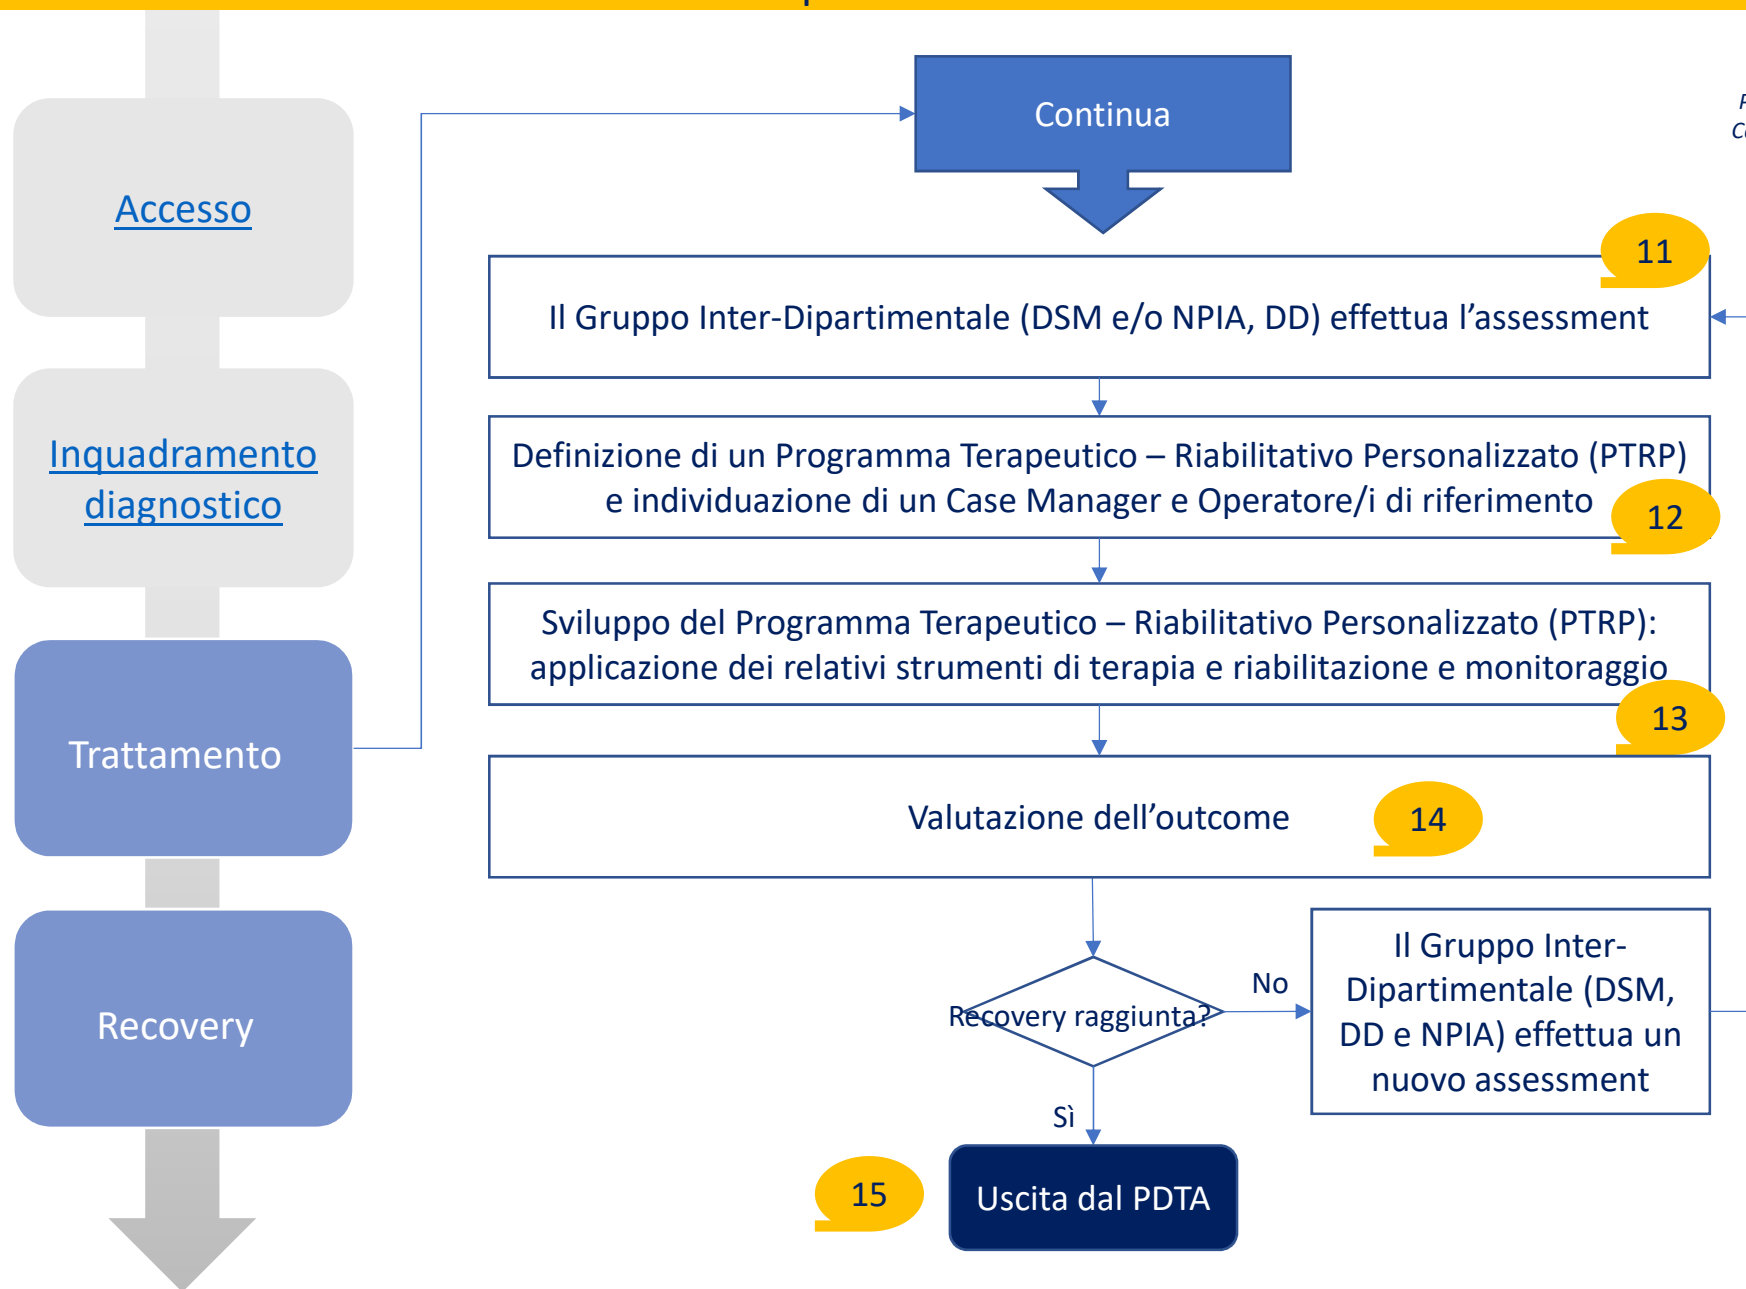 Accesso
Inquadramento
diagnostico
Trattamento
Recovery
Continua
11
Il Gruppo Inter-Dipartimentale (DSM e/o NPIA, DD) effettua l’assessment
Definizione di un Programma Terapeutico – Riabilitativo Personalizzato (PTRP)
e individuazione di un Case Manager e Operatore/i di riferimento
12
Sviluppo del Programma Terapeutico – Riabilitativo Personalizzato (PTRP):
applicazione dei relativi strumenti di terapia e riabilitazione e monitoraggio
13
Valutazione dell’outcome
14
Recovery raggiunta?
No
Il Gruppo Inter-
Dipartimentale (DSM,
DD e NPIA) effettua un
nuovo assessment
Sì
15
Uscita dal PDTA